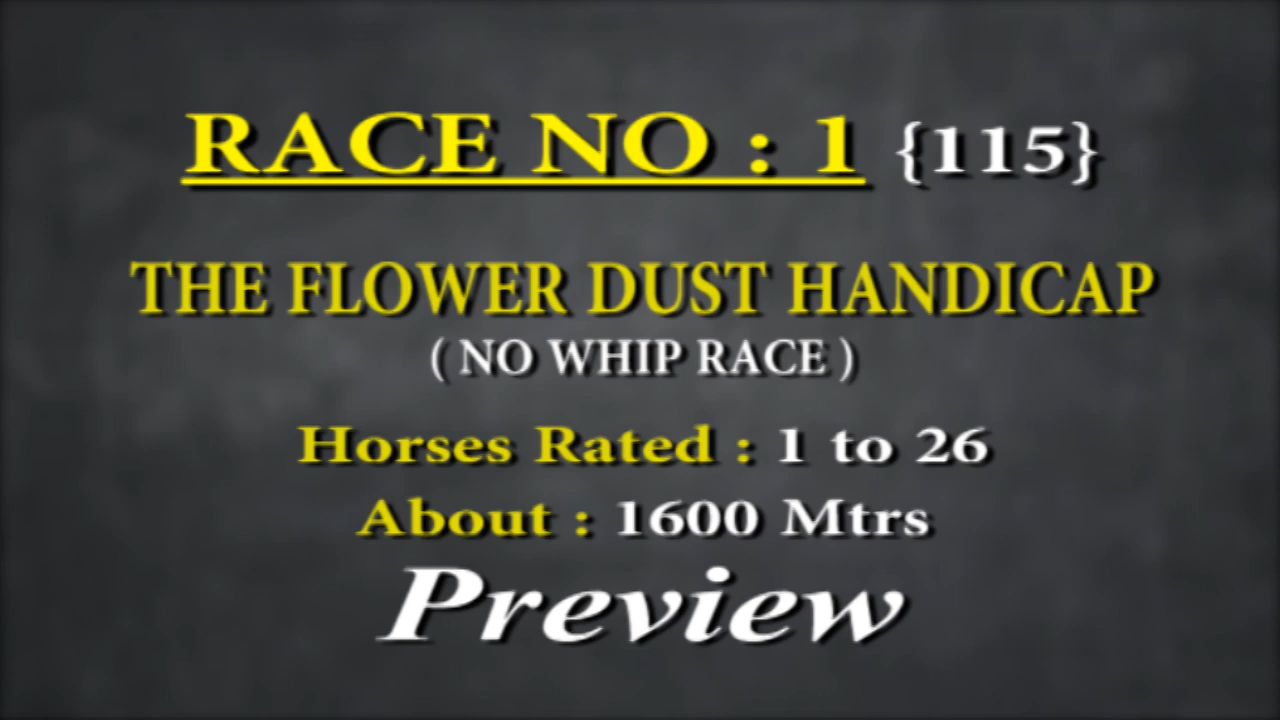 RACE NO : 1 {115}
THE FLOWER DUST HANDICAP
( NO WHIP RACE )
Horses Rated : 1 to 26
About : 1600 Mtrs
Preview